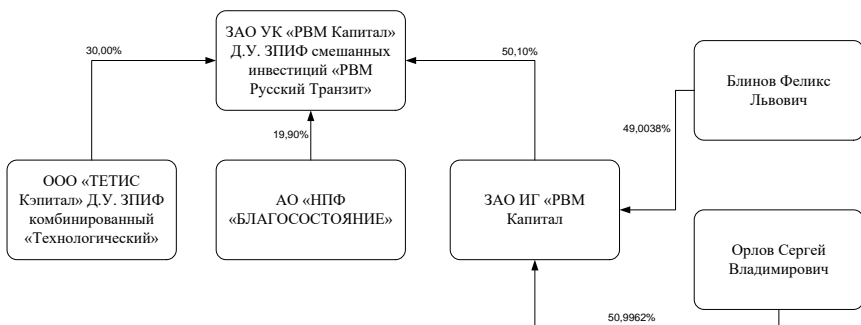 30,00%
ЗАО УК «РВМ Капитал»
Д.У. ЗПИФ смешанных
инвестиций «РВМ
Русский Транзит»
50,10%
Блинов Феликс
Львович
49,0038%
19,90%
ООО «ТЕТИС
Кэпитал» Д.У. ЗПИФ
комбинированный
«Технологический»
АО «НПФ
«БЛАГОСОСТОЯНИЕ»
ЗАО ИГ «РВМ
Капитал
Орлов Сергей
Владимирович
50,9962%